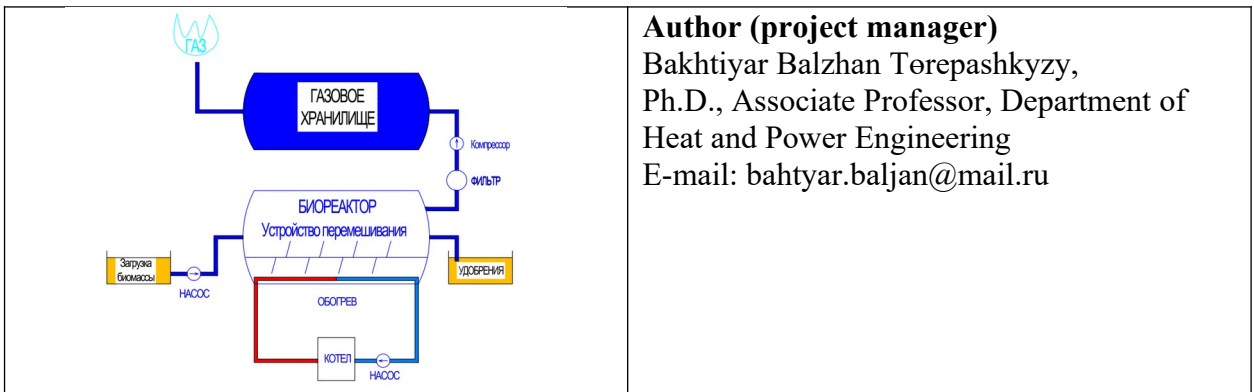 ГАЗ
ГАЗОВОЕ
ХРАНИЛИЩЕ
Компрессор
ФИЛЬТР
БИОРЕАКТОР
Устройство перемешивания
Загрузка
биомассы
НАСОС
УДОБРЕНИЯ
ОБОГРЕВ
КОТЕЛ
НАСОС
Author (project manager)
Bakhtiyar Balzhan Tөrepashkyzy,
Ph.D., Associate Professor, Department of
Heat and Power Engineering
E-mail: bahtyar.baljan@mail.ru